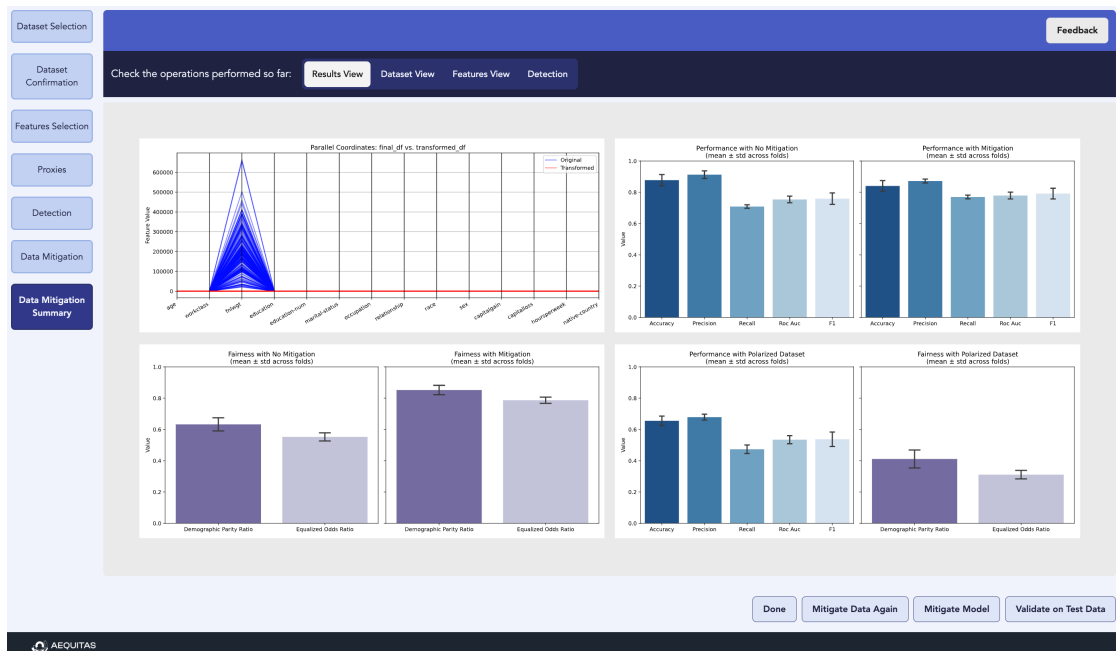 Dataset Selection
Dataset
Confirmation
Features Selection
Proxies
Detection
Data Mitigation
Data Mitigation
Summary
Feedback
Check the operations performed so far:
Results View
Dataset View
Features View
Detection
Parallel Coordinates: final_df vs. transformed_df
Original
Transformed
Feature Value
600000
500000
400000
300000
200000
100000
0
age
workclass
fnlwgt
education
education-num
marital-status
occupation
relationship
race
sex
capitalgain
capitalloss
hoursperweek
native-country
Performance with No Mitigation
(mean ± std across folds)
Value
1.0
0.8
0.6
0.4
0.2
0.0
Accuracy
Precision
Recall
Roc Auc
F1
Performance with Mitigation
(mean ± std across folds)
Accuracy
Precision
Recall
Roc Auc
F1
Fairness with No Mitigation
(mean ± std across folds)
Value
1.0
0.8
0.6
0.4
0.2
0.0
Demographic Parity Ratio
Equalized Odds Ratio
Fairness with Mitigation
(mean ± std across folds)
Demographic Parity Ratio
Equalized Odds Ratio
Performance with Polarized Dataset
(mean ± std across folds)
Value
1.0
0.8
0.6
0.4
0.2
0.0
Accuracy
Precision
Recall
Roc Auc
F1
Fairness with Polarized Dataset
(mean ± std across folds)
Demographic Parity Ratio
Equalized Odds Ratio
Done
Mitigate Data Again
Mitigate Model
Validate on Test Data
AEQUITAS